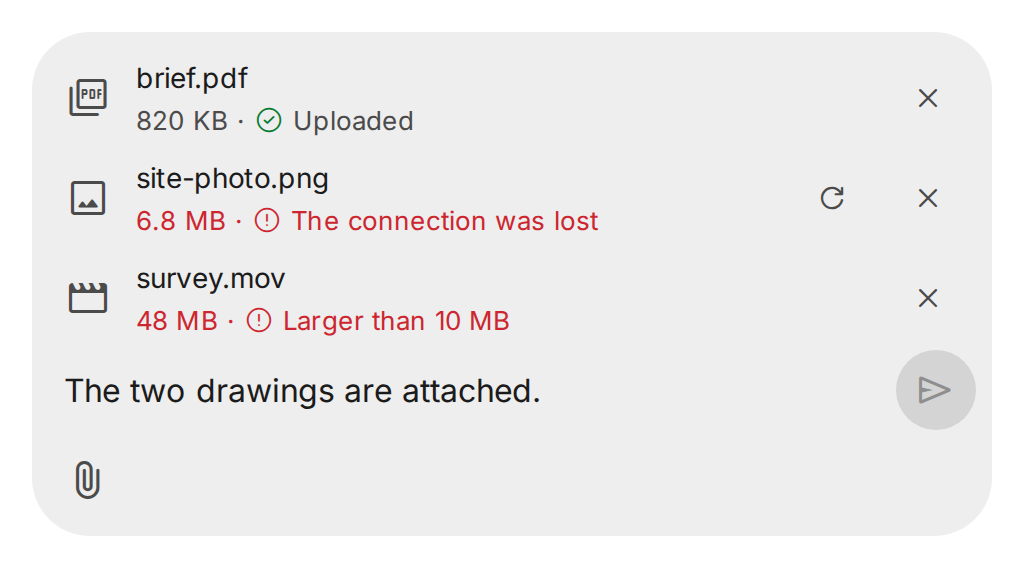 brief.pdf
PDF
820 KB · Uploaded
site-photo.png
6.8 MB · The connection was lost
survey.mov
48 MB · Larger than 10 MB
The two drawings are attached.